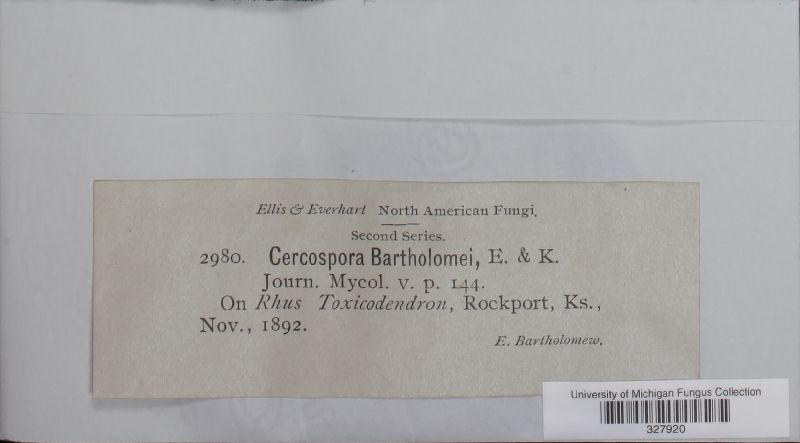 Ellis & Everhart North American Fungi.
Second Series.
2980. Cercospora Bartholomei, E. & K.
Journ. Mycol. v. p. 144.
On Rhus Toxicodendron, Rockport, Ks.,
Nov., 1892.
E. Bartholomew.
University of Michigan Fungus Collection
327920